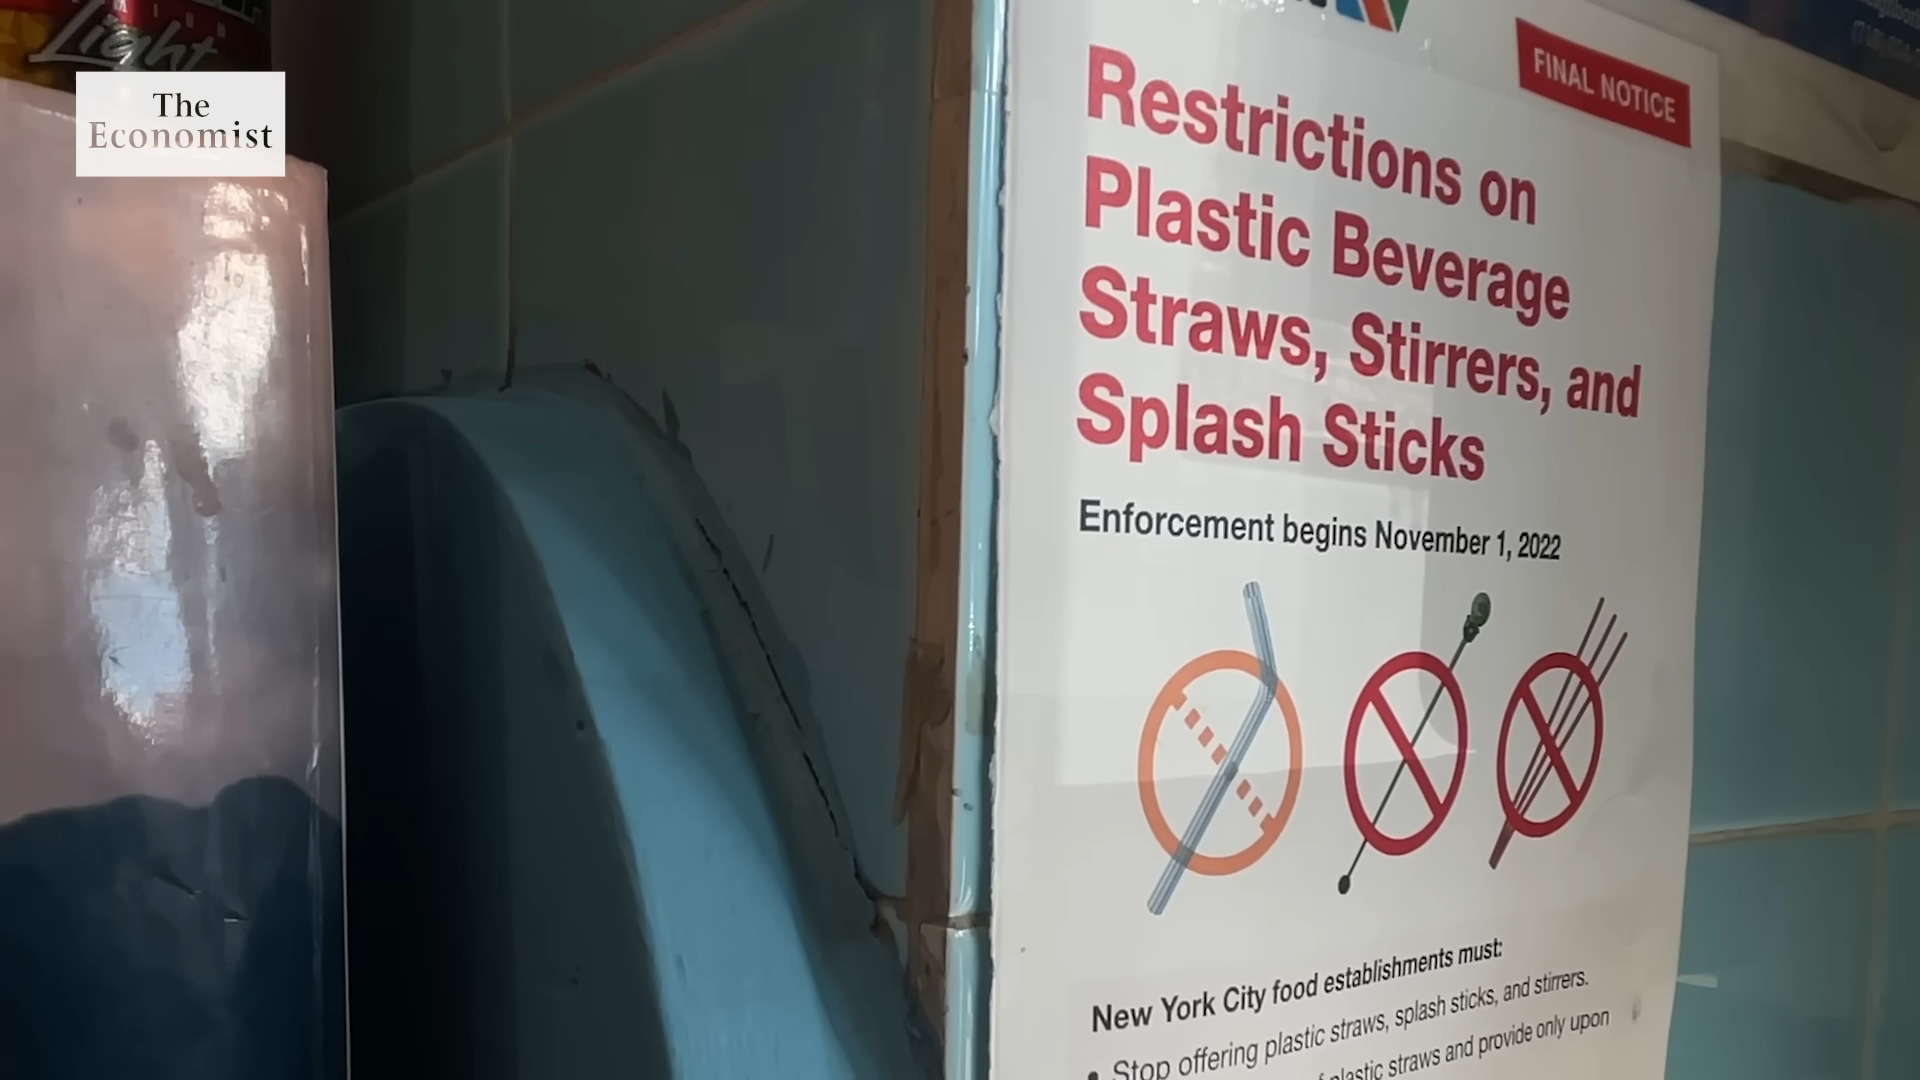 Light
The
Economist
FINAL NOTICE
Restrictions on
Plastic Beverage
Straws, Stirrers, and
Splash Sticks
Enforcement begins November 1, 2022
New York City food establishments must:
• Stop offering plastic straws, splash sticks, and stirrers.
plastic straws and provide only upon